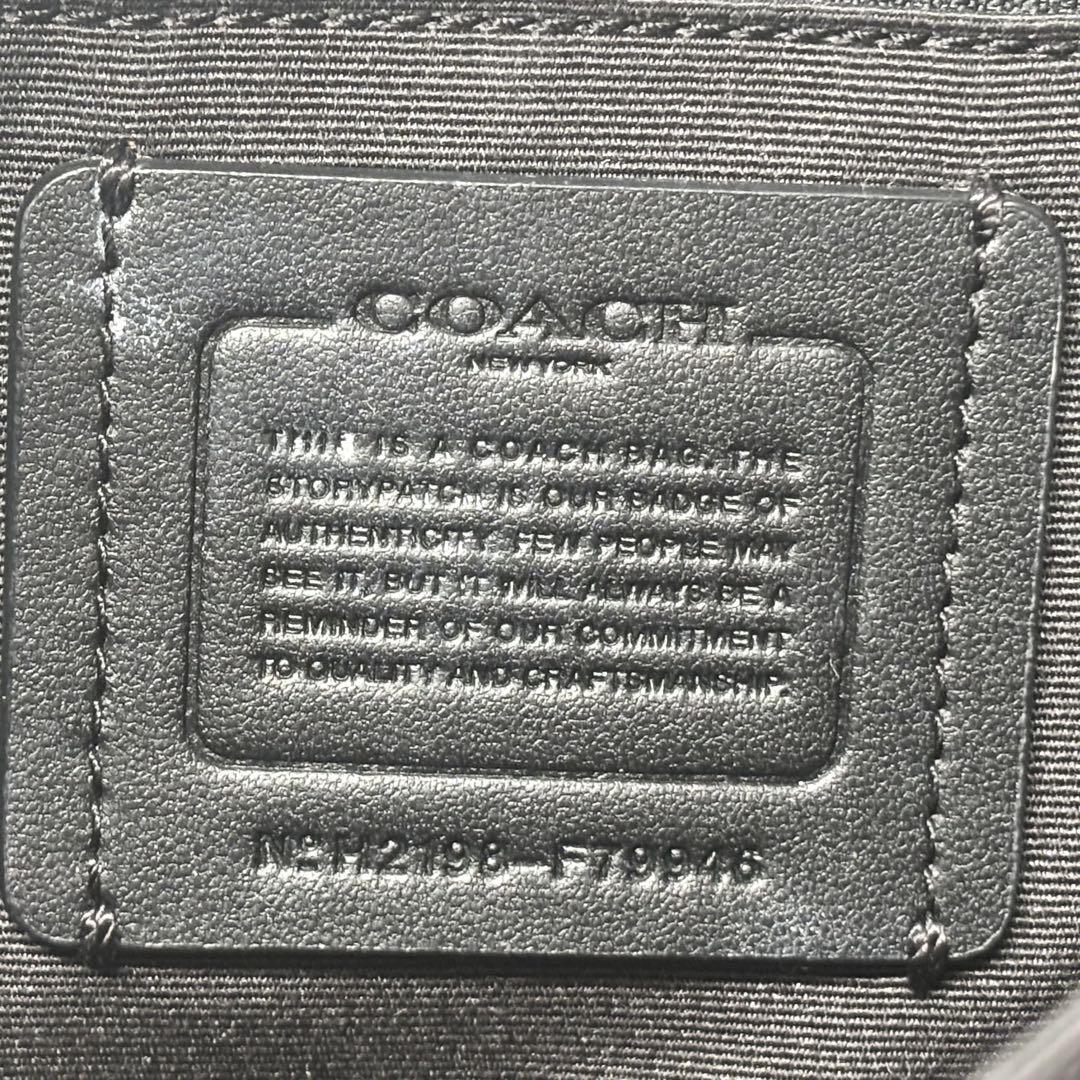 COACH
NEW YORK
THIS IS A COACH BAG. THE
STORYPATCH IS OUR BADGE OF
AUTHENTICITY. FEW PEOPLE MAY
SEE IT, BUT IT WILL ALWAYS BE A
REMINDER OF OUR COMMITMENT
TO QUALITY AND CRAFTSMANSHIP.
N2H2198-F79946